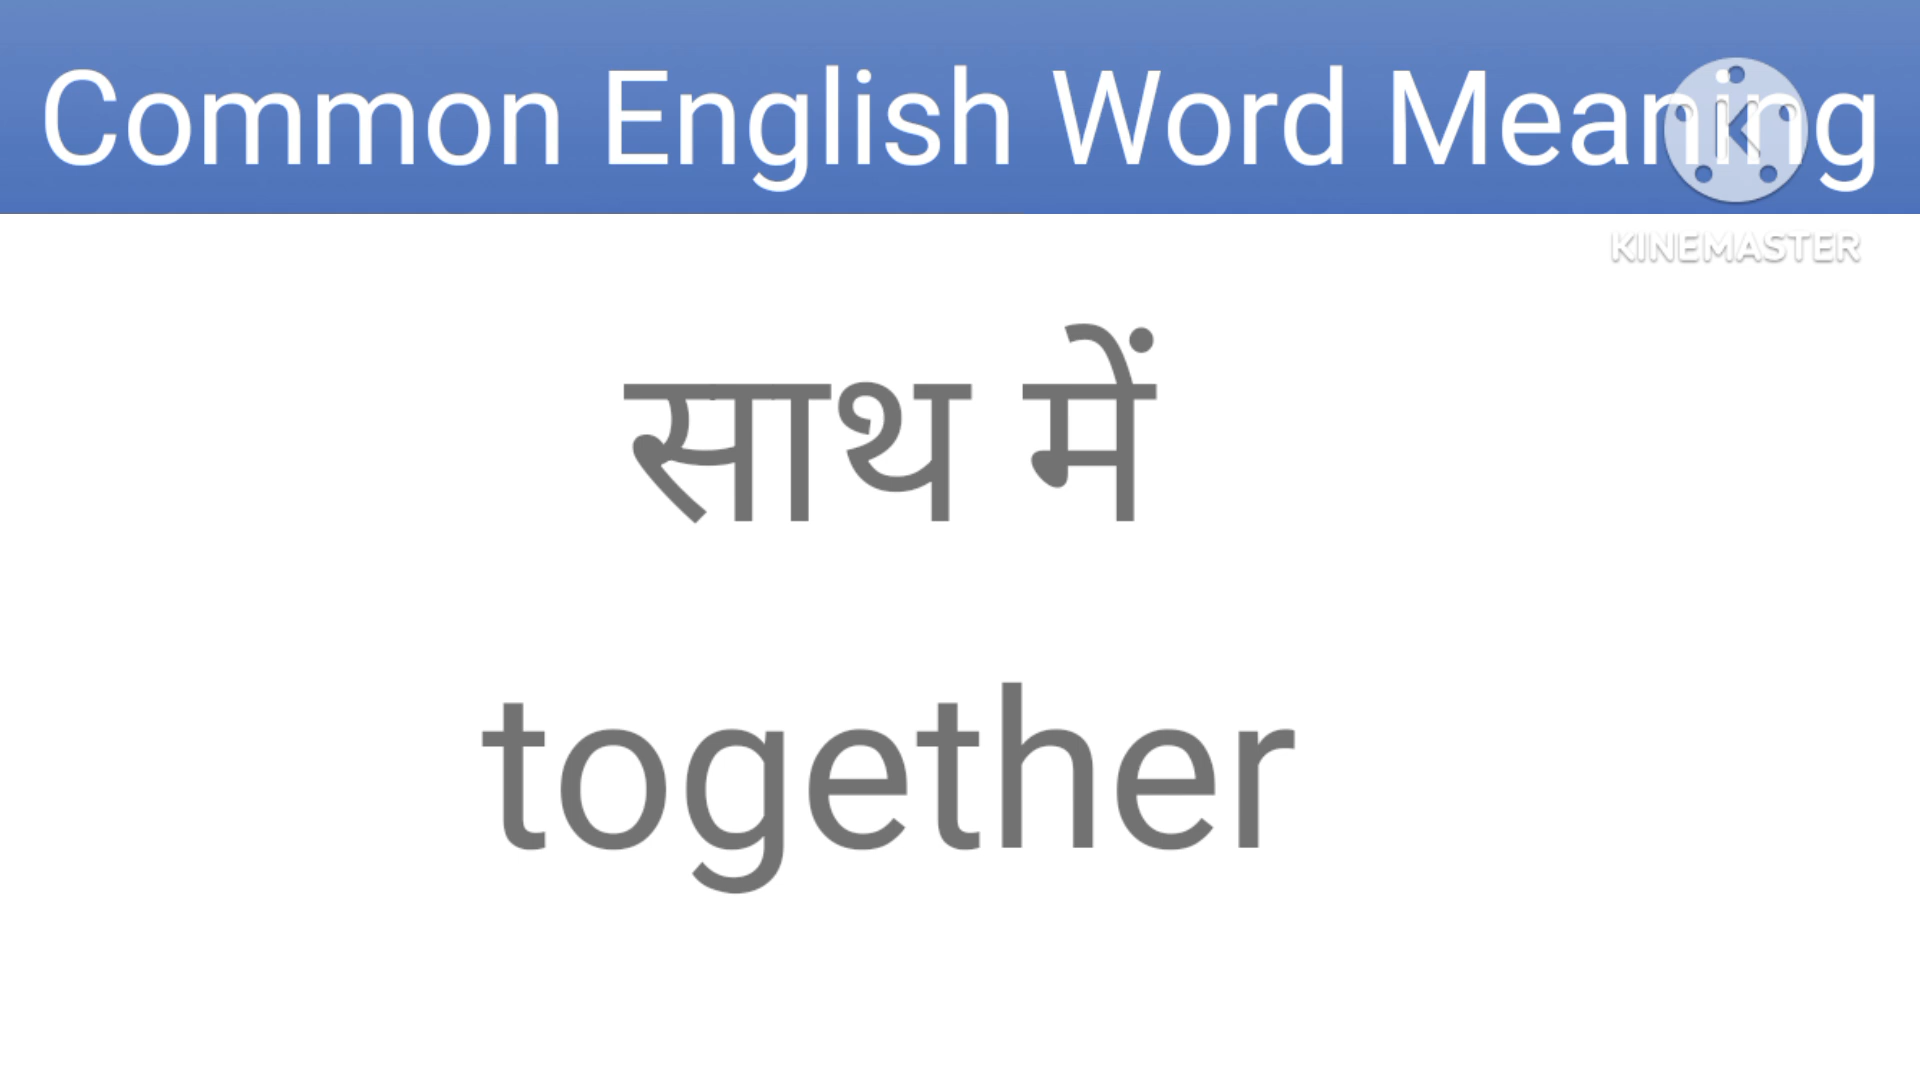 Common English Word Meaning
KINEMASTER
साथ में
together